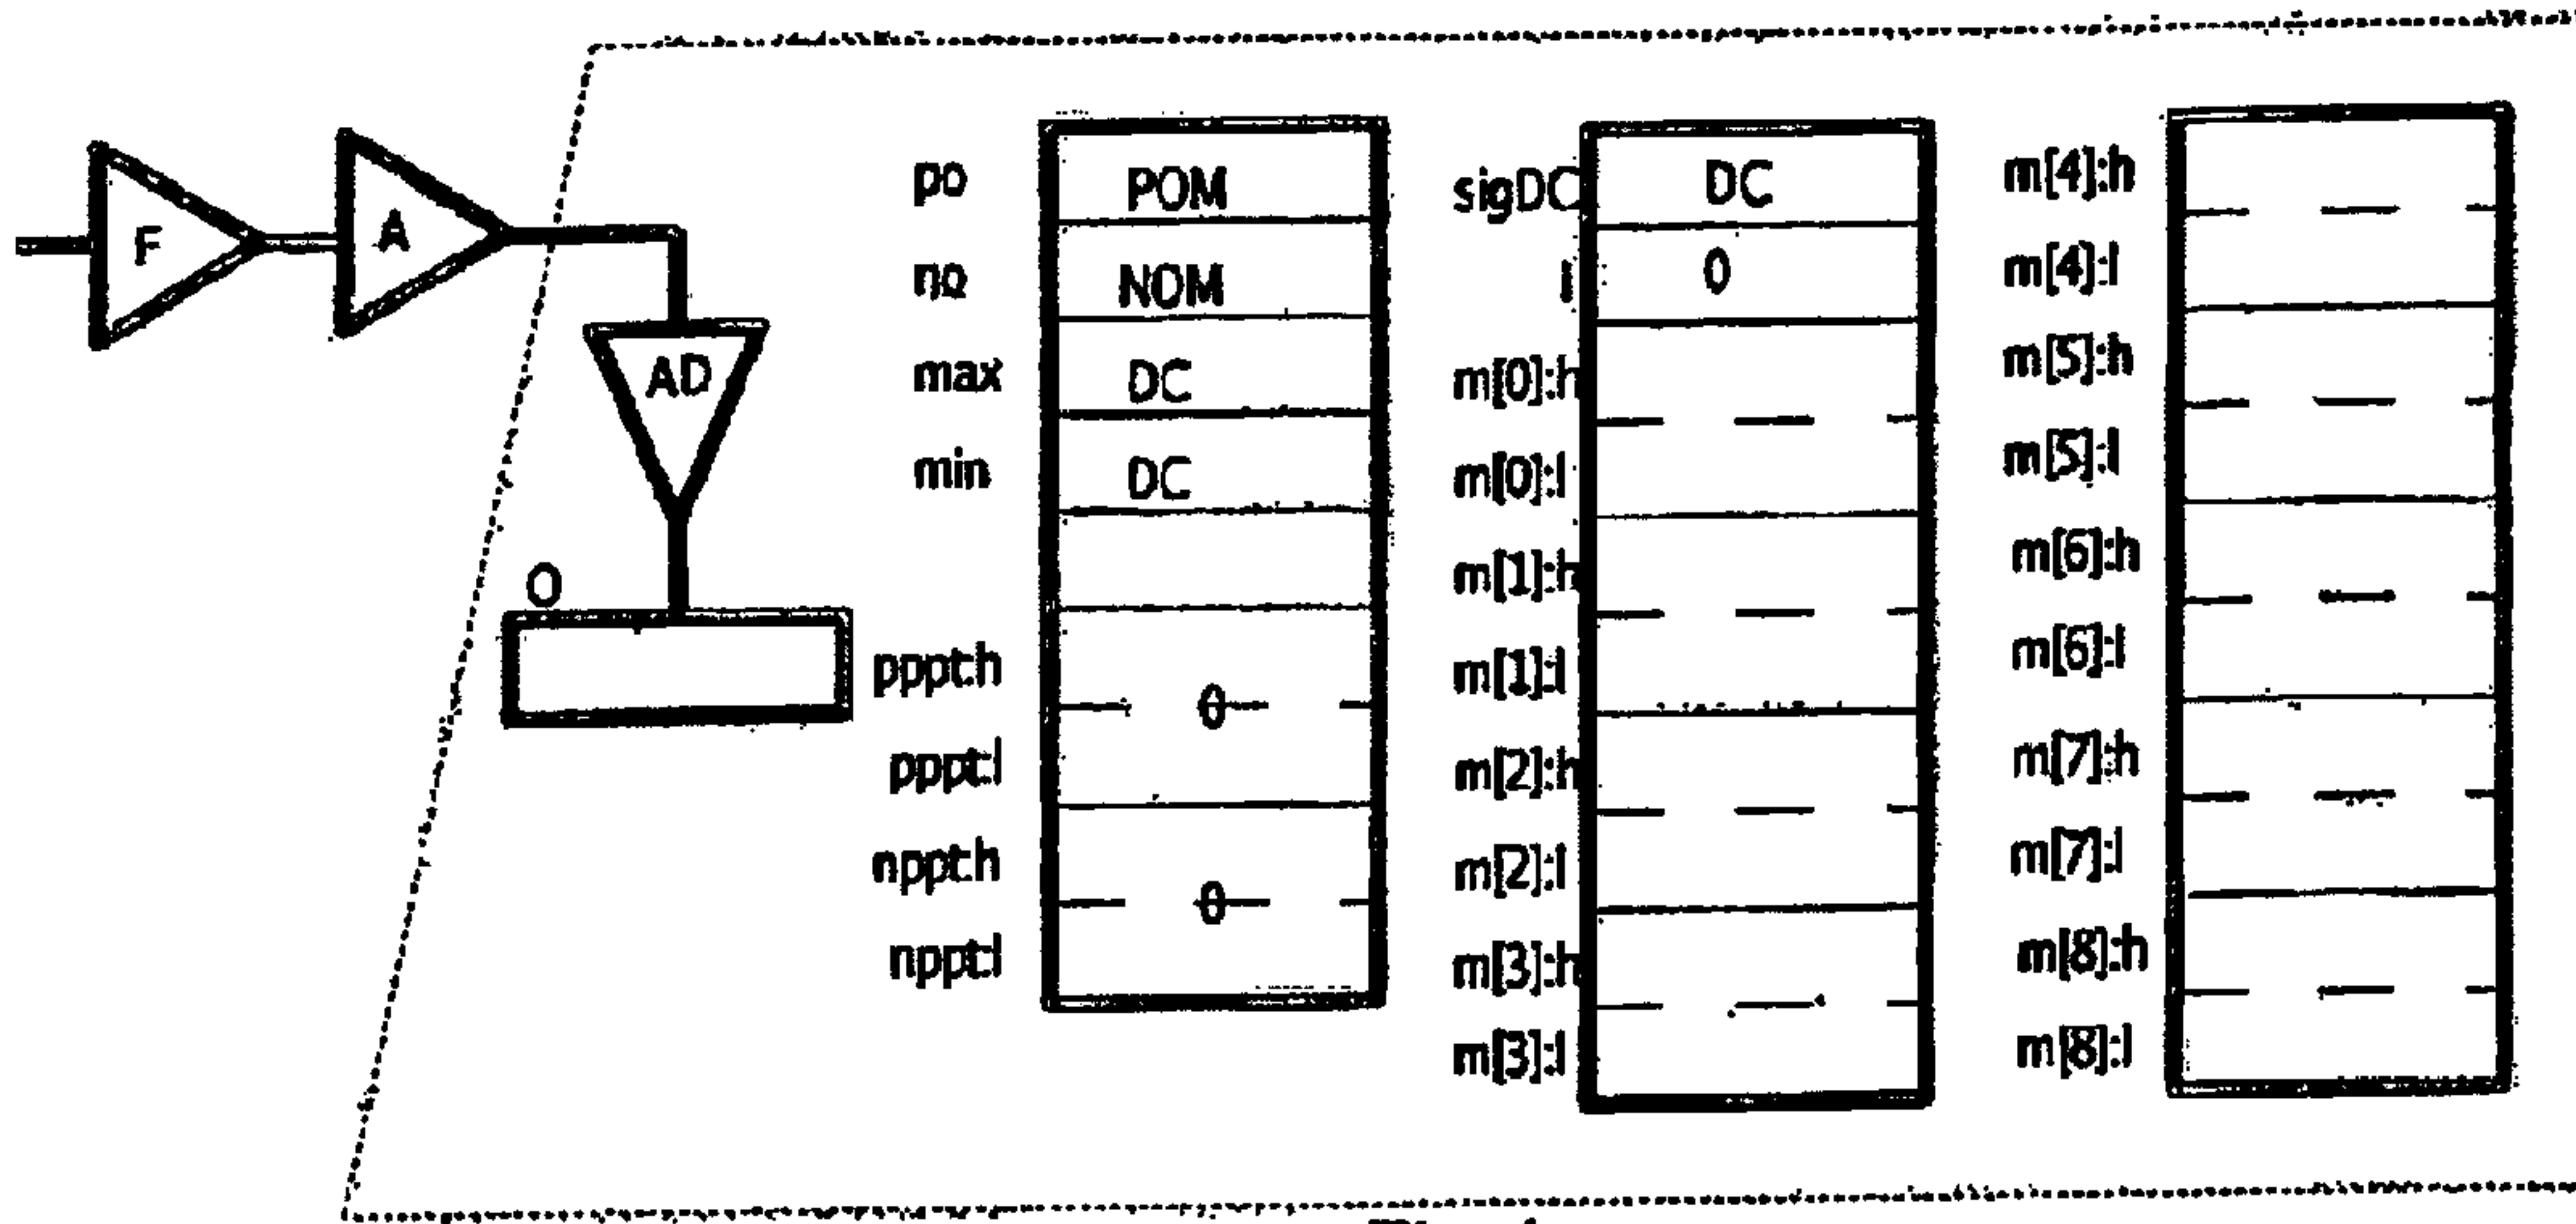 F
A
AD
O
po POM
no NOM
max DC
min DC
pppt:h
0
pppt:l
nppt:h
0
nppt:l
sigDC DC
i 0
m[0]:h
m[0]:l
m[1]:h
m[1]:l
m[2]:h
m[2]:l
m[3]:h
m[3]:l
m[4]:h
m[4]:l
m[5]:h
m[5]:l
m[6]:h
m[6]:l
m[7]:h
m[7]:l
m[8]:h
m[8]:l